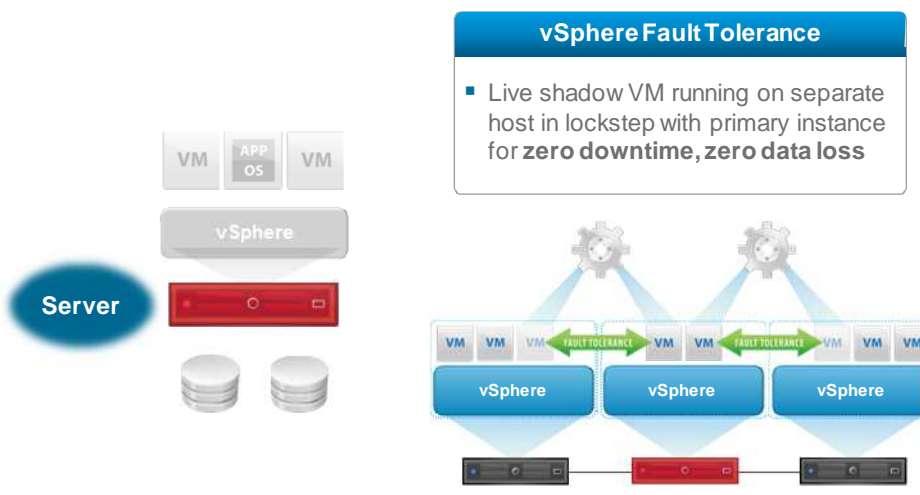 vSphere Fault Tolerance
▪ Live shadow VM running on separate
host in lockstep with primary instance
for zero downtime, zero data loss
VM APP OS VM
vSphere
Server
VM VM VM FAULT TOLERANCE VM VM FAULT TOLERANCE VM VM VM
vSphere vSphere vSphere